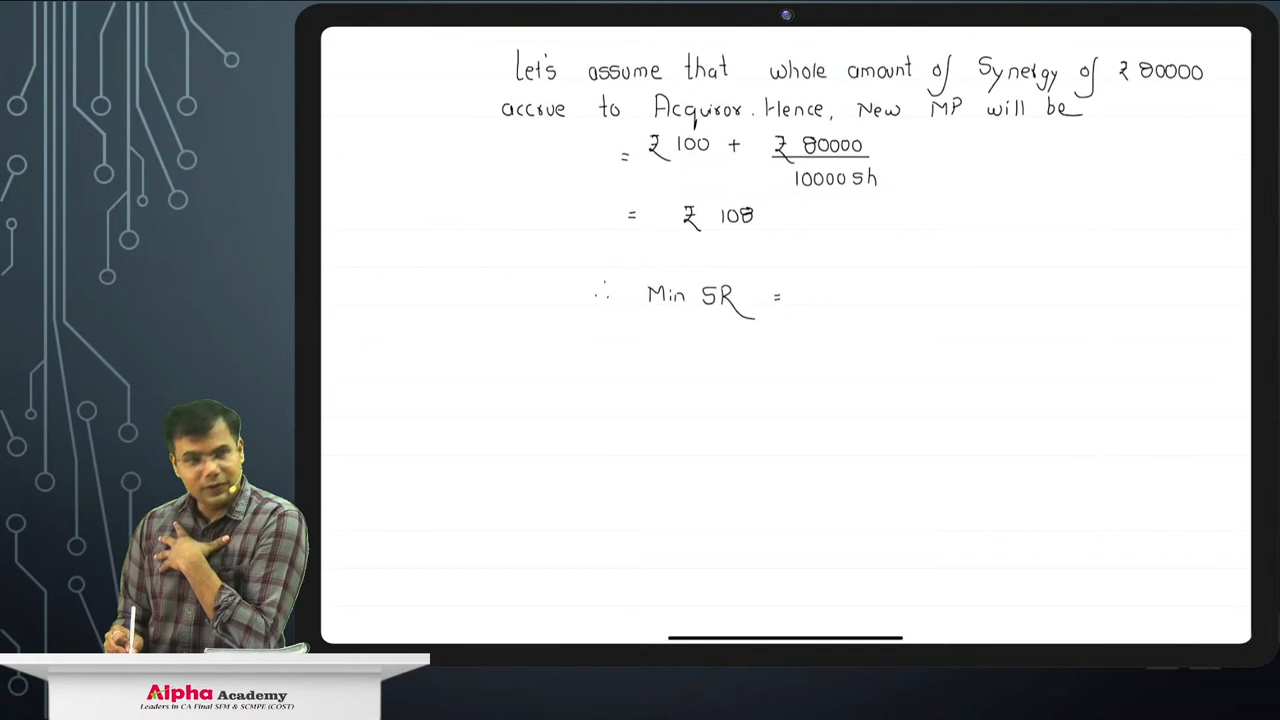 Let's assume that whole amount of Synergy of ₹ 80000
accrue to Acquiror. Hence, New MP will be
= ₹ 100 + ₹ 80000
10000 Sh
= ₹ 108
∴ Min SR =
Alpha Academy
Leaders in CA Final SFM & SCMPE (COST)